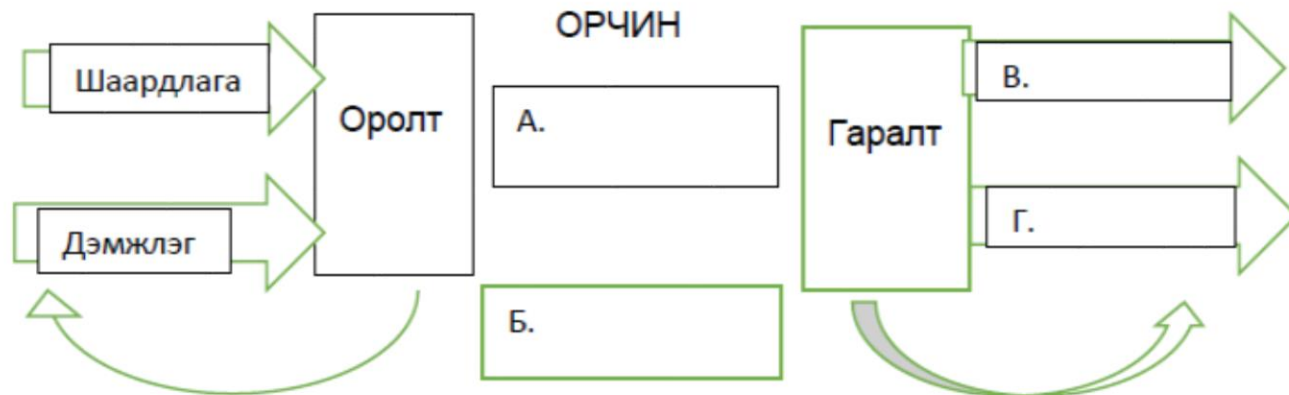 ОРЧИН
Шаардлага
Оролт
А.
Гаралт
В.
Дэмжлэг
Г.
Б.